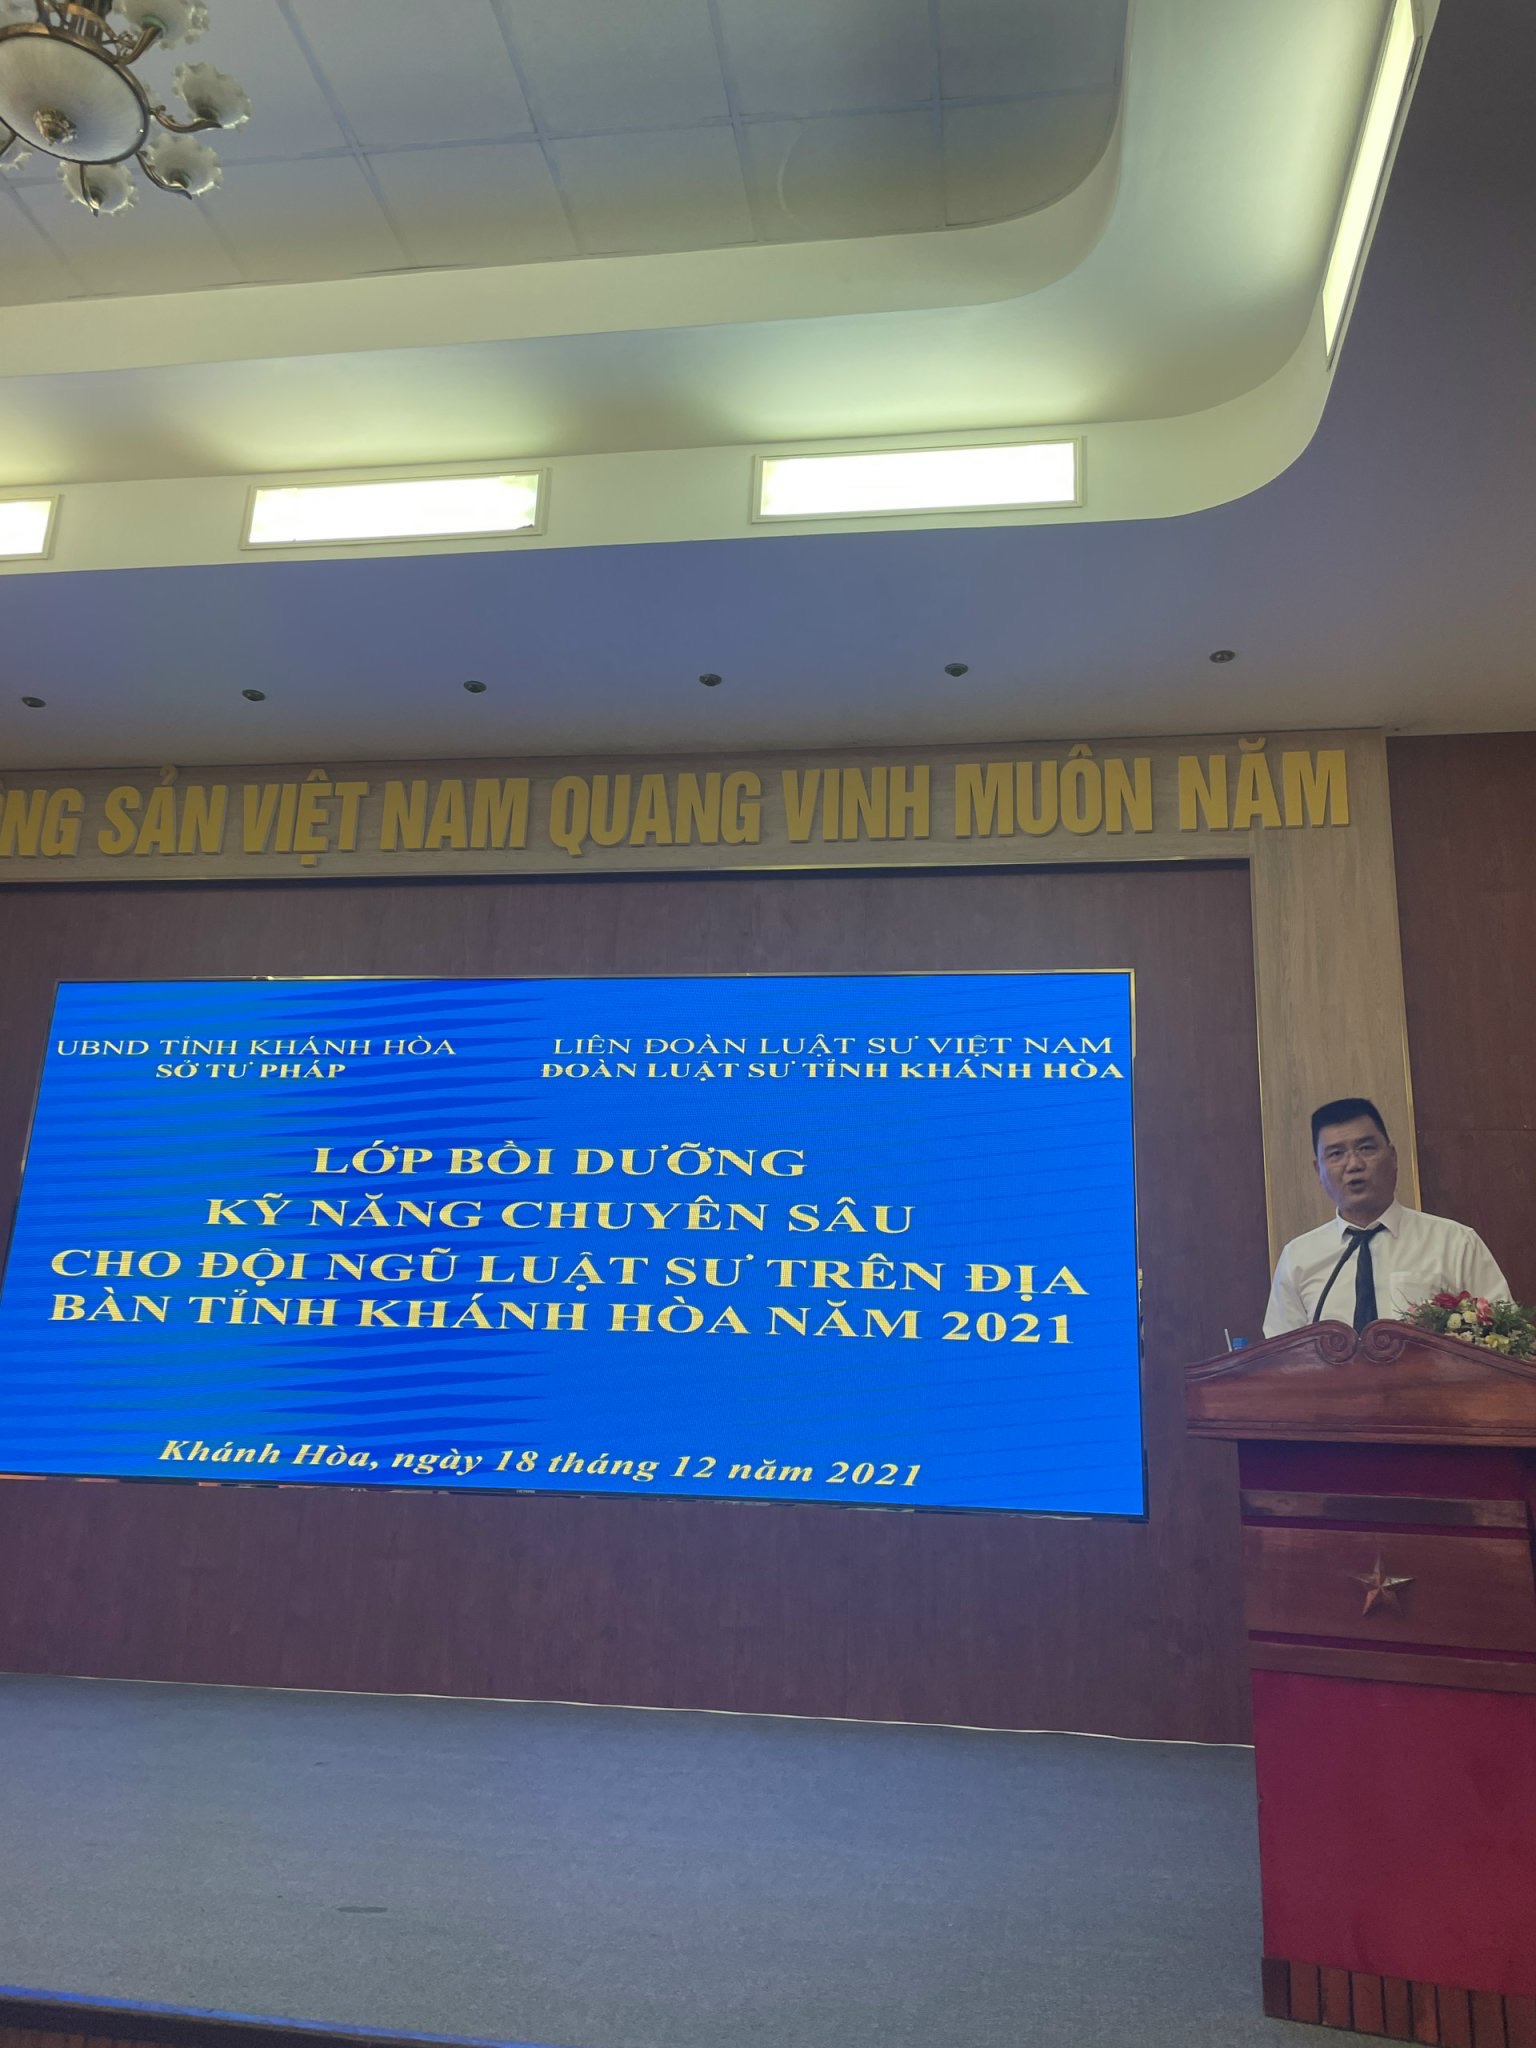 NG SẢN VIỆT NAM QUANG VINH MUÔN NĂM
UBND TỈNH KHÁNH HÒA
SỞ TƯ PHÁP
LIÊN ĐOÀN LUẬT SƯ VIỆT NAM
ĐOÀN LUẬT SƯ TỈNH KHÁNH HÒA
LỚP BỒI DƯỠNG
KỸ NĂNG CHUYÊN SÂU
CHO ĐỘI NGŨ LUẬT SƯ TRÊN ĐỊA
BÀN TỈNH KHÁNH HÒA NĂM 2021
Khánh Hòa, ngày 18 tháng 12 năm 2021